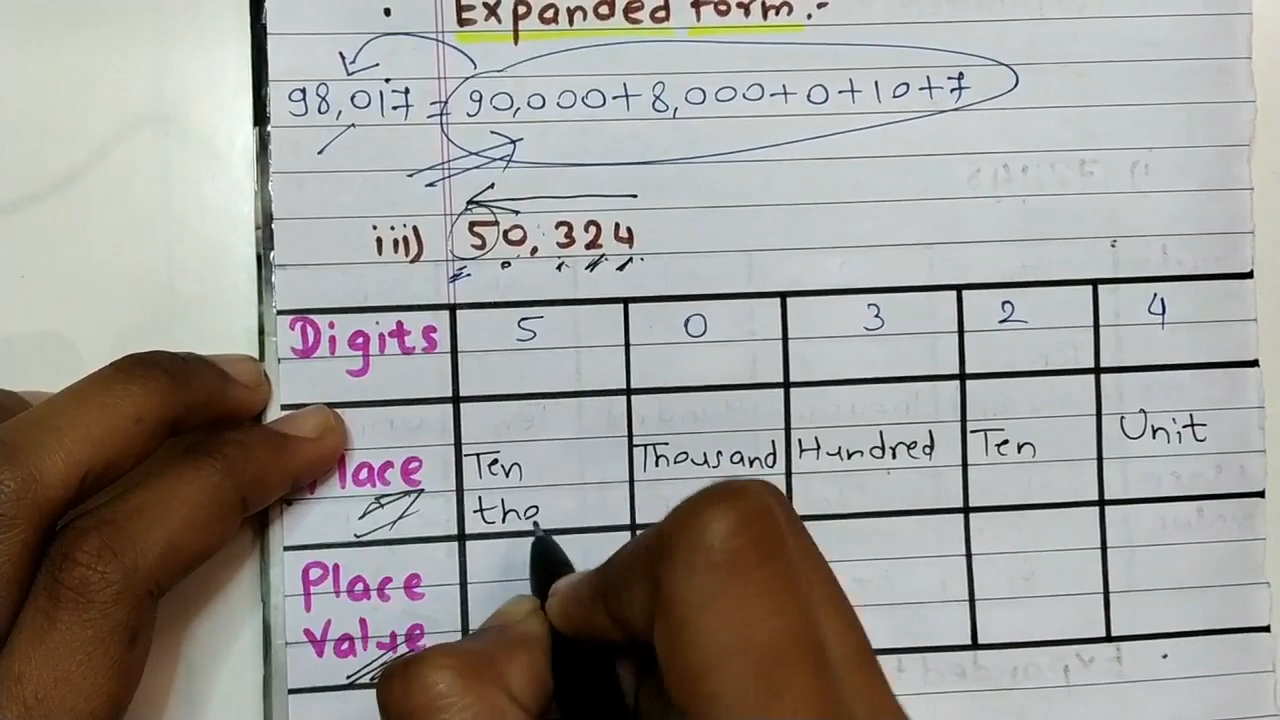 Expanded form:-
98,017 = 90,000+8,000+0+10+7
iii) 50,324
Digits 5 0 3 2 4
Place Ten tho Thousand Hundred Ten Unit
Place
Value